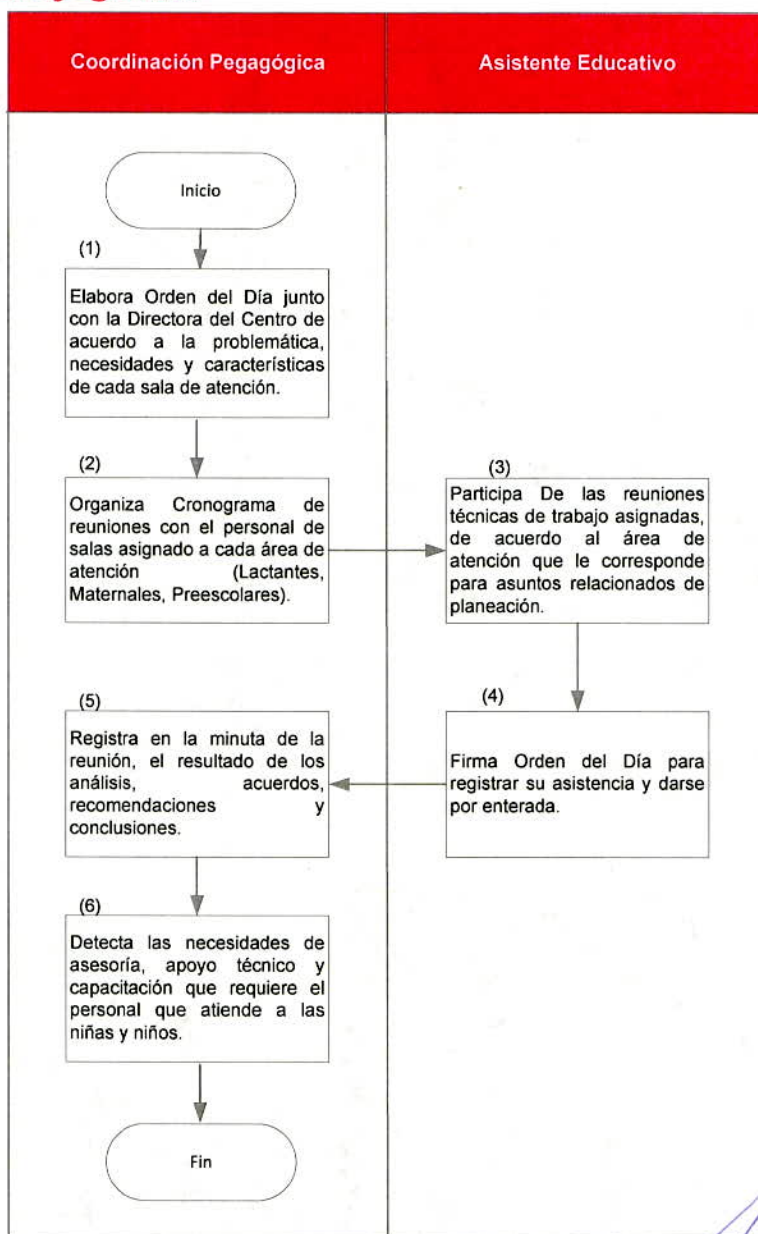 Coordinación Pegagógica
Asistente Educativo
Inicio
(1)
Elabora Orden del Día junto
con la Directora del Centro de
acuerdo a la problemática,
necesidades y características
de cada sala de atención.
(2)
Organiza Cronograma de
reuniones con el personal de
salas asignado a cada área de
atención (Lactantes,
Maternales, Preescolares).
(3)
Participa De las reuniones
técnicas de trabajo asignadas,
de acuerdo al área de
atención que le corresponde
para asuntos relacionados de
planeación.
(4)
Firma Orden del Día para
registrar su asistencia y darse
por enterada.
(5)
Registra en la minuta de la
reunión, el resultado de los
análisis, acuerdos,
recomendaciones y
conclusiones.
(6)
Detecta las necesidades de
asesoría, apoyo técnico y
capacitación que requiere el
personal que atiende a las
niñas y niños.
Fin